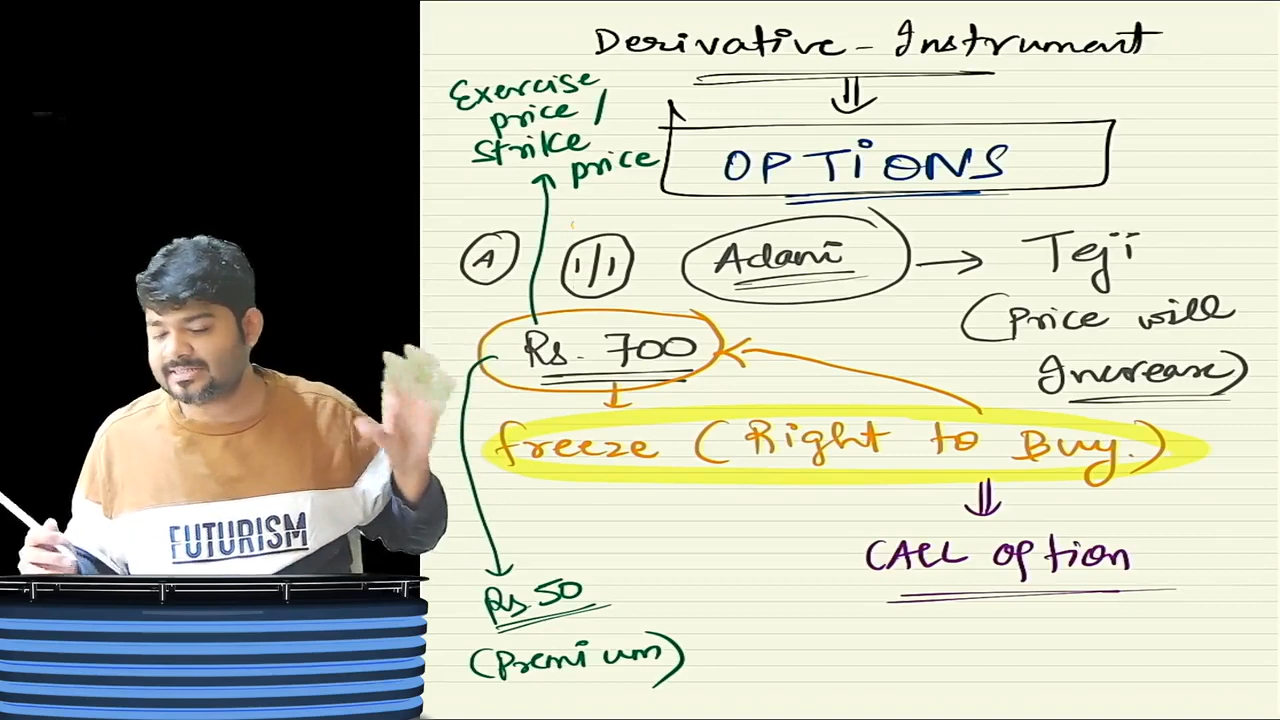 Derivative - Instrument
Exercise
price /
strike
price
OPTIONS
A
1/1
Adani
Teji
(Price will
Increase)
Rs. 700
freeze (Right to Buy.)
CALL option
Rs. 50
(Premium)
FUTURISM